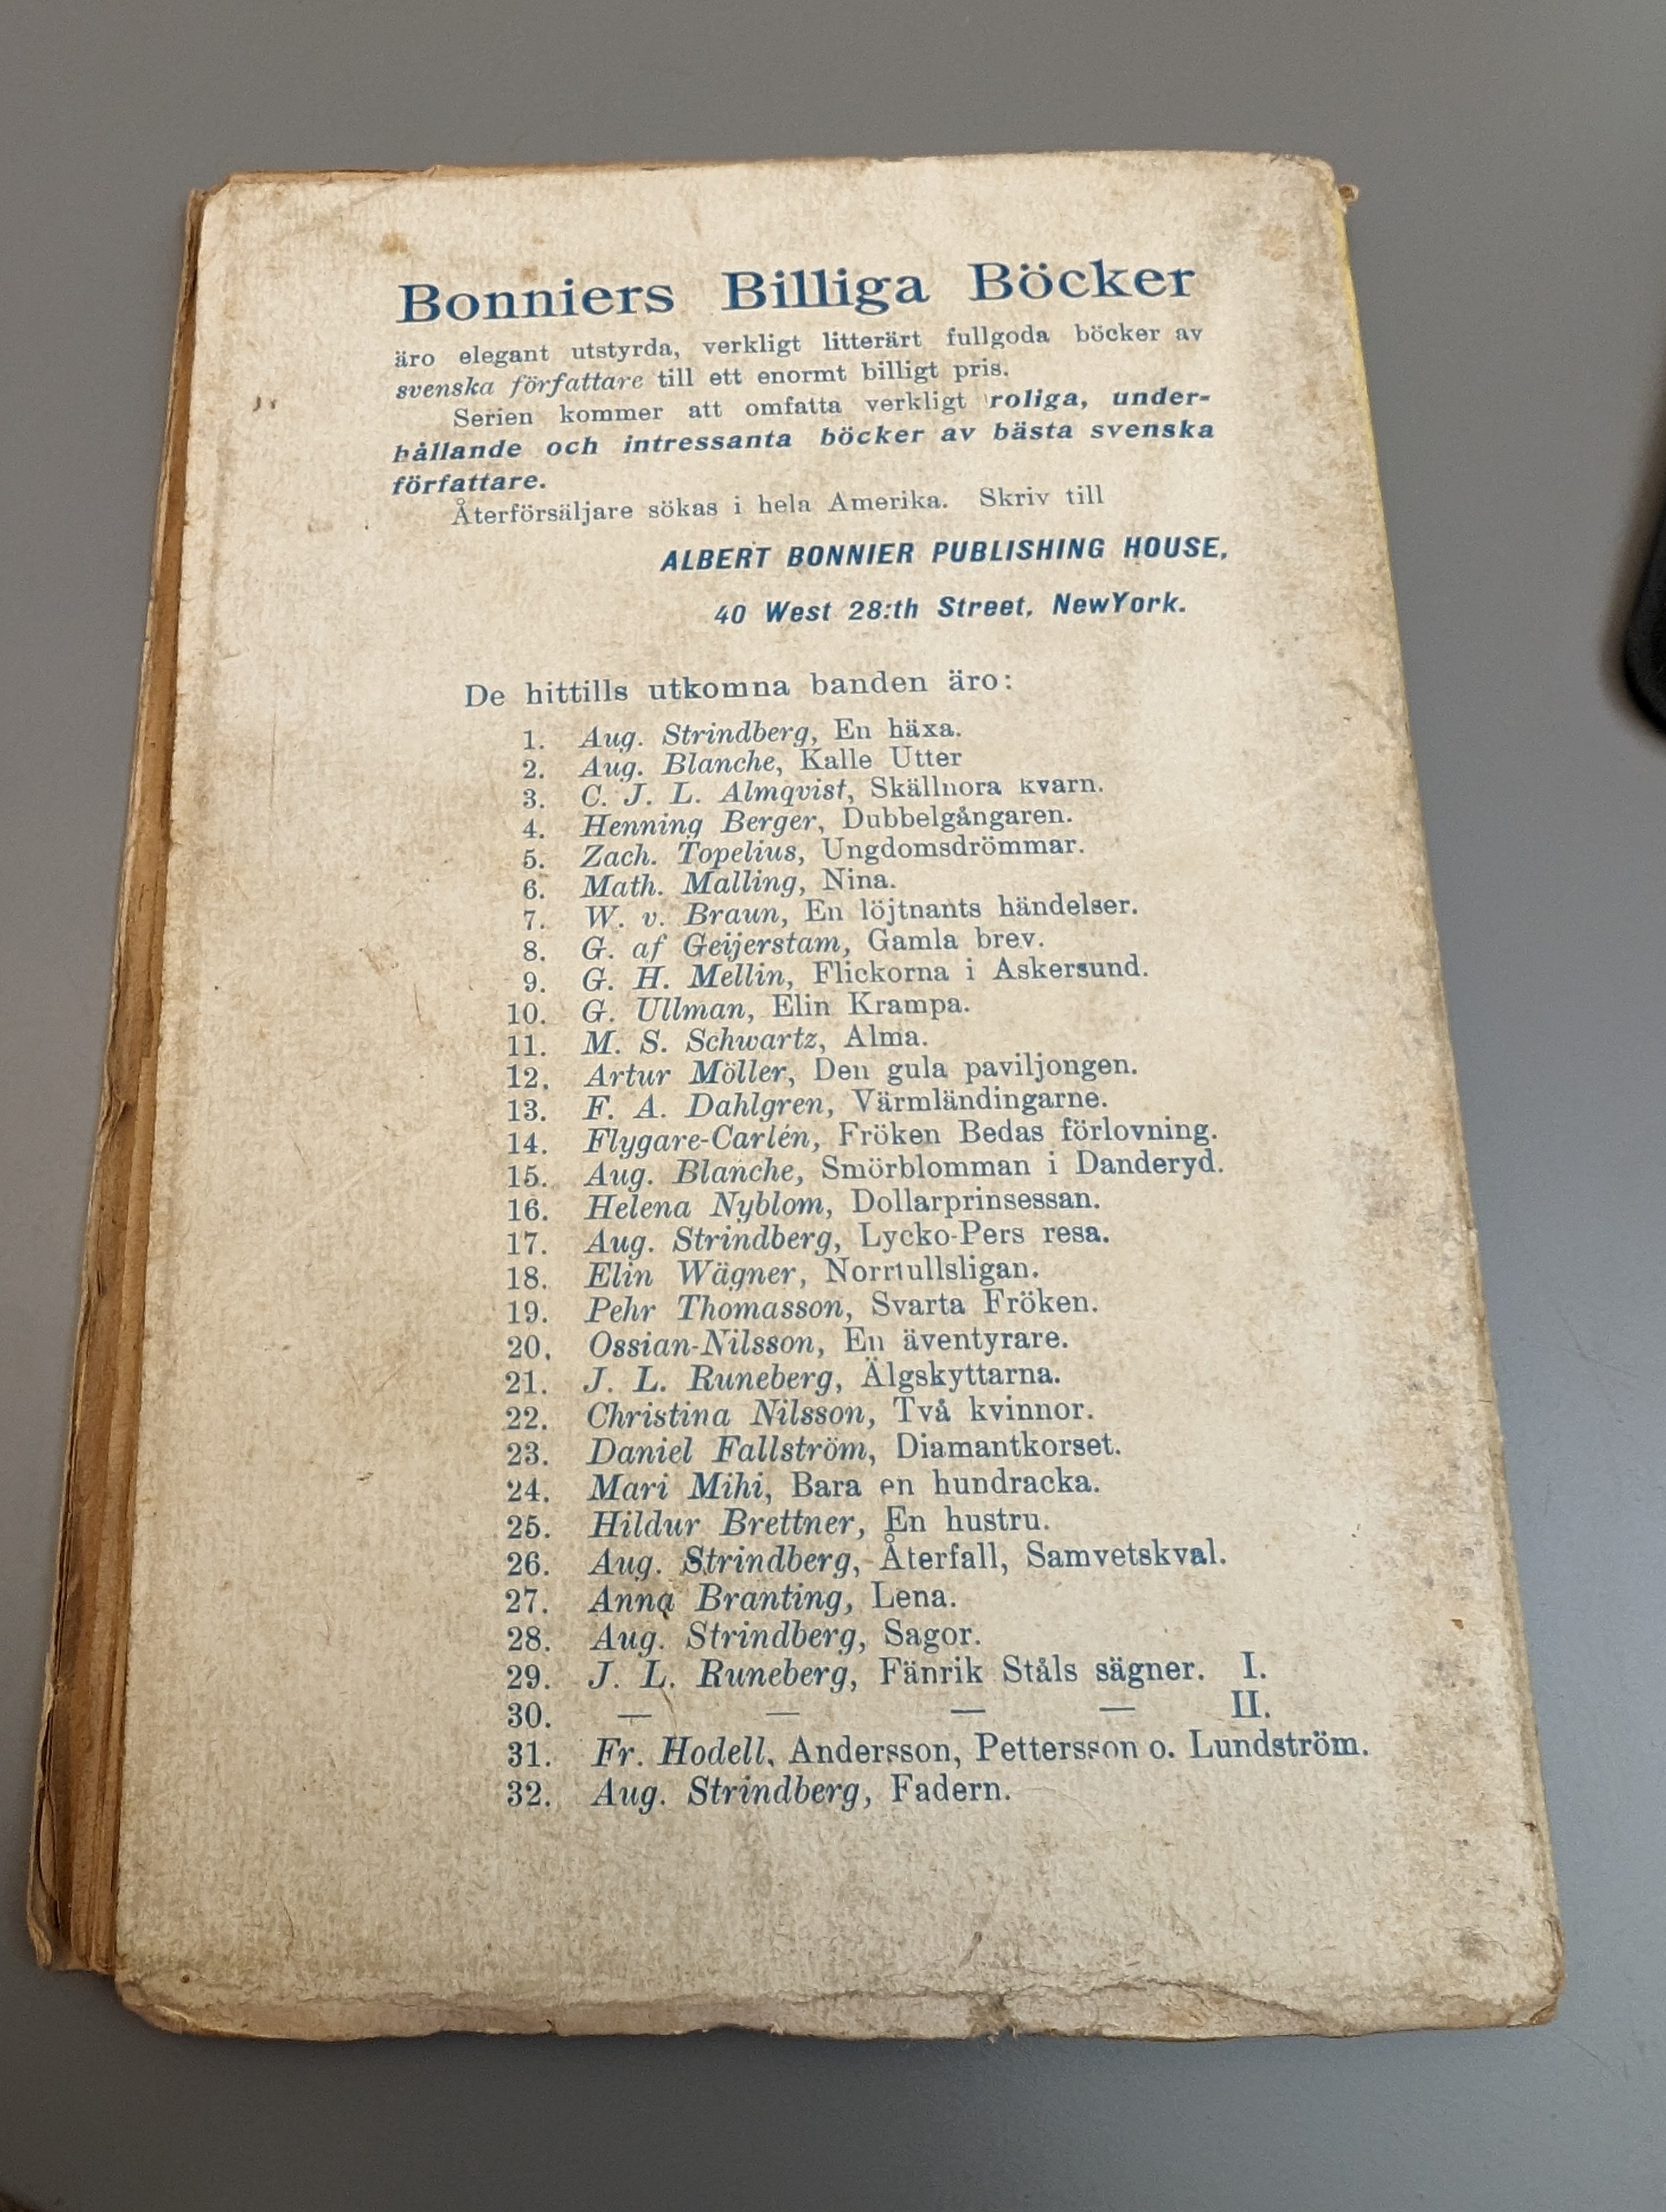 Bonniers Billiga Böcker
äro elegant utstyrda, verkligt litterärt fullgoda böcker av
svenska författare till ett enormt billigt pris.
Serien kommer att omfatta verkligt roliga, under-
hållande och intressanta böcker av bästa svenska
författare.
Återförsäljare sökas i hela Amerika. Skriv till
ALBERT BONNIER PUBLISHING HOUSE,
40 West 28:th Street, NewYork.
De hittills utkomna banden äro:
1. Aug. Strindberg, En häxa.
2. Aug. Blanche, Kalle Utter
3. C. J. L. Almqvist, Skällnora kvarn.
4. Henning Berger, Dubbelgångaren.
5. Zach. Topelius, Ungdomsdrömmar.
6. Math. Malling, Nina.
7. W. v. Braun, En löjtnants händelser.
8. G. af Geijerstam, Gamla brev.
9. G. H. Mellin, Flickorna i Askersund.
10. G. Ullman, Elin Krampa.
11. M. S. Schwartz, Alma.
12. Artur Möller, Den gula paviljongen.
13. F. A. Dahlgren, Värmländingarne.
14. Flygare-Carlén, Fröken Bedas förlovning.
15. Aug. Blanche, Smörblomman i Danderyd.
16. Helena Nyblom, Dollarprinsessan.
17. Aug. Strindberg, Lycko-Pers resa.
18. Elin Wägner, Norrtullsligan.
19. Pehr Thomasson, Svarta Fröken.
20. Ossian-Nilsson, En äventyrare.
21. J. L. Runeberg, Älgskyttarna.
22. Christina Nilsson, Två kvinnor.
23. Daniel Fallström, Diamantkorset.
24. Mari Mihi, Bara en hundracka.
25. Hildur Brettner, En hustru.
26. Aug. Strindberg, Återfall, Samvetskval.
27. Anna Branting, Lena.
28. Aug. Strindberg, Sagor.
29. J. L. Runeberg, Fänrik Ståls sägner. I.
30. — — — — II.
31. Fr. Hodell, Andersson, Pettersson o. Lundström.
32. Aug. Strindberg, Fadern.